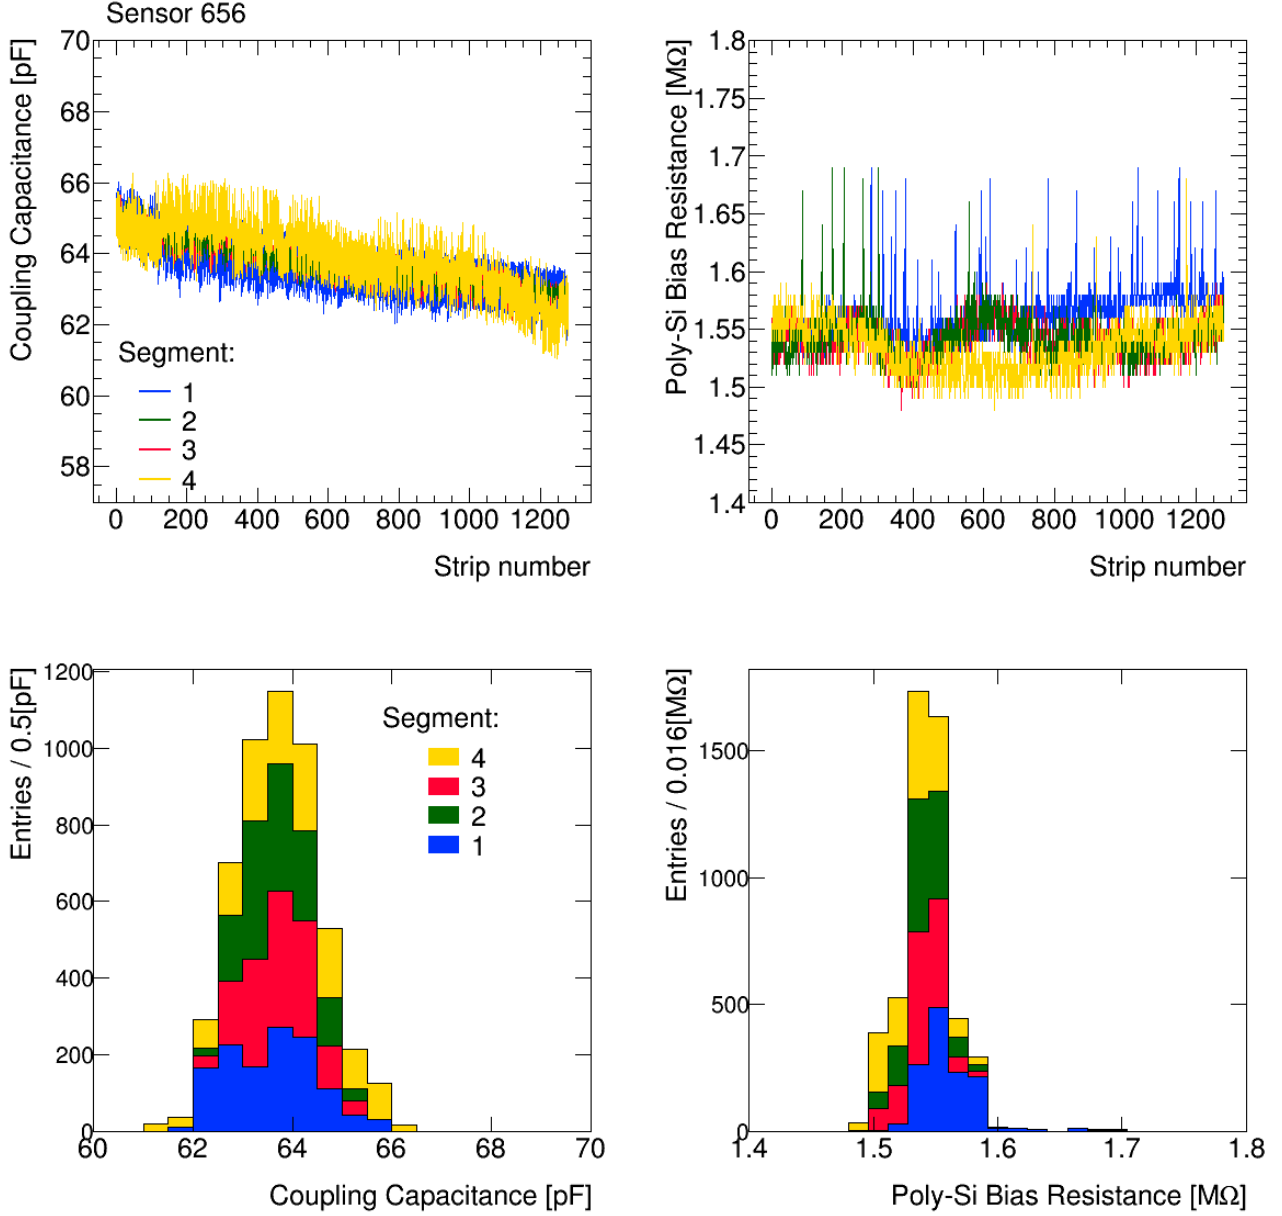 Sensor 656
Coupling Capacitance [pF]
70
68
66
64
62
60
58
Segment:
1
2
3
4
0 200 400 600 800 1000 1200
Strip number
Poly-Si Bias Resistance [MΩ]
1.8
1.75
1.7
1.65
1.6
1.55
1.5
1.45
1.4
0 200 400 600 800 1000 1200
Strip number
Entries / 0.5[pF]
1200
1000
800
600
400
200
0
Segment:
4
3
2
1
60 62 64 66 68 70
Coupling Capacitance [pF]
Entries / 0.016[MΩ]
1500
1000
500
0
1.4 1.5 1.6 1.7 1.8
Poly-Si Bias Resistance [MΩ]